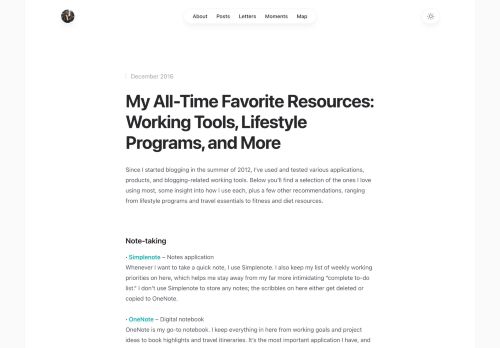 About Posts Letters Moments Map
December 2016
My All-Time Favorite Resources:
Working Tools, Lifestyle
Programs, and More
Since I started blogging in the summer of 2012, I've used and tested various applications,
products, and blogging-related working tools. Below you'll find a selection of the ones I love
using most, some insight into how I use each, plus a few other recommendations, ranging
from lifestyle programs and travel essentials to fitness and diet resources.
Note-taking
· Simplenote – Notes application
Whenever I want to take a quick note, I use Simplenote. I also keep my list of weekly working
priorities on here, which helps me stay away from my far more intimidating "complete to-do
list." I don't use Simplenote to store any notes; the scribbles on here either get deleted or
copied to OneNote.
· OneNote – Digital notebook
OneNote is my go-to notebook. I keep everything in here from working goals and project
ideas to book highlights and travel itineraries. It's the most important application I have, and